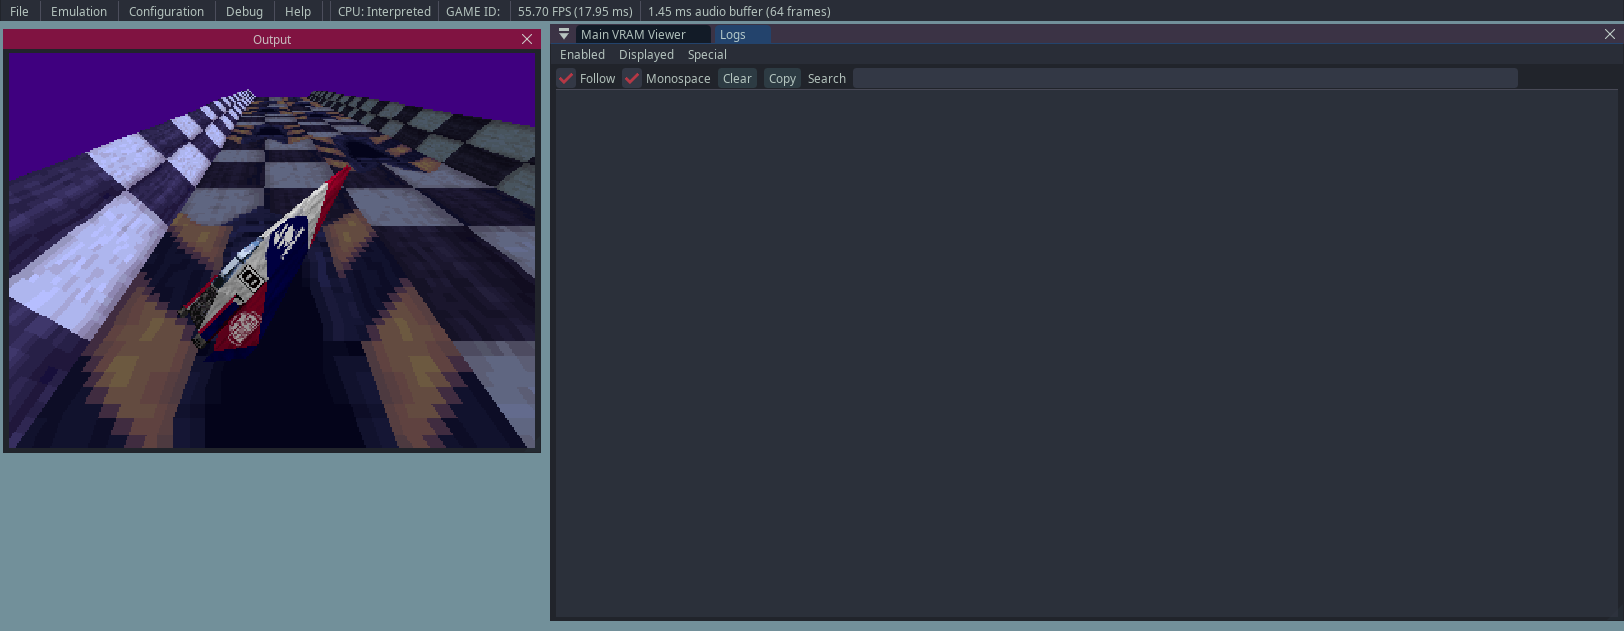 File Emulation Configuration Debug Help CPU: Interpreted GAME ID: 55.70 FPS (17.95 ms) 1.45 ms audio buffer (64 frames)
Output
Main VRAM Viewer Logs
Enabled Displayed Special
Follow Monospace Clear Copy Search